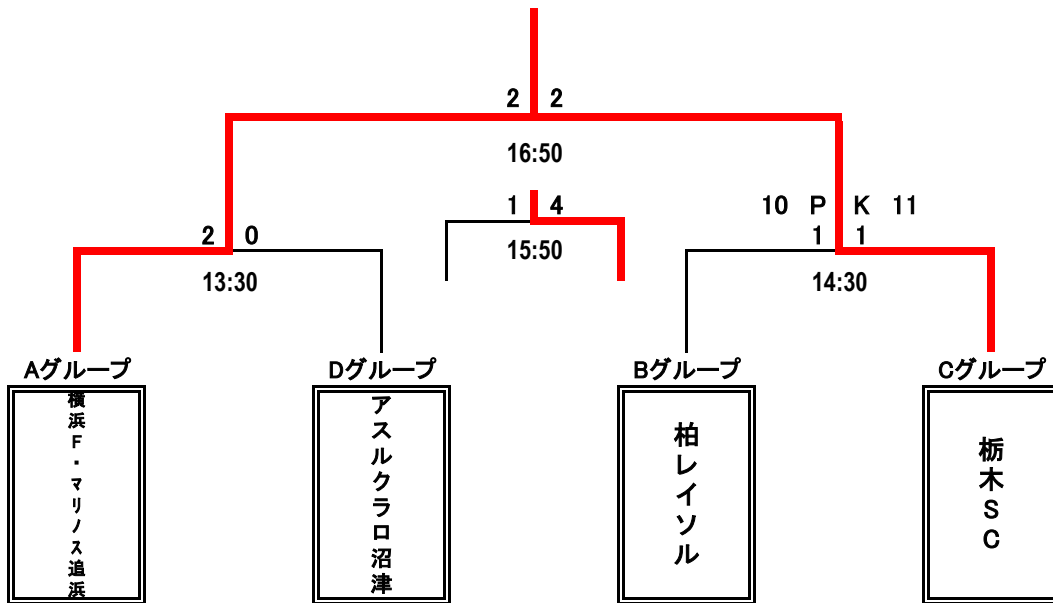 2 2
16:50
1 4
15:50
10 P K 11
1 1
14:30
2 0
13:30
Aグループ
Dグループ
Bグループ
Cグループ
横浜F・マリノス追浜
アスルクラロ沼津
柏レイソル
栃木SC